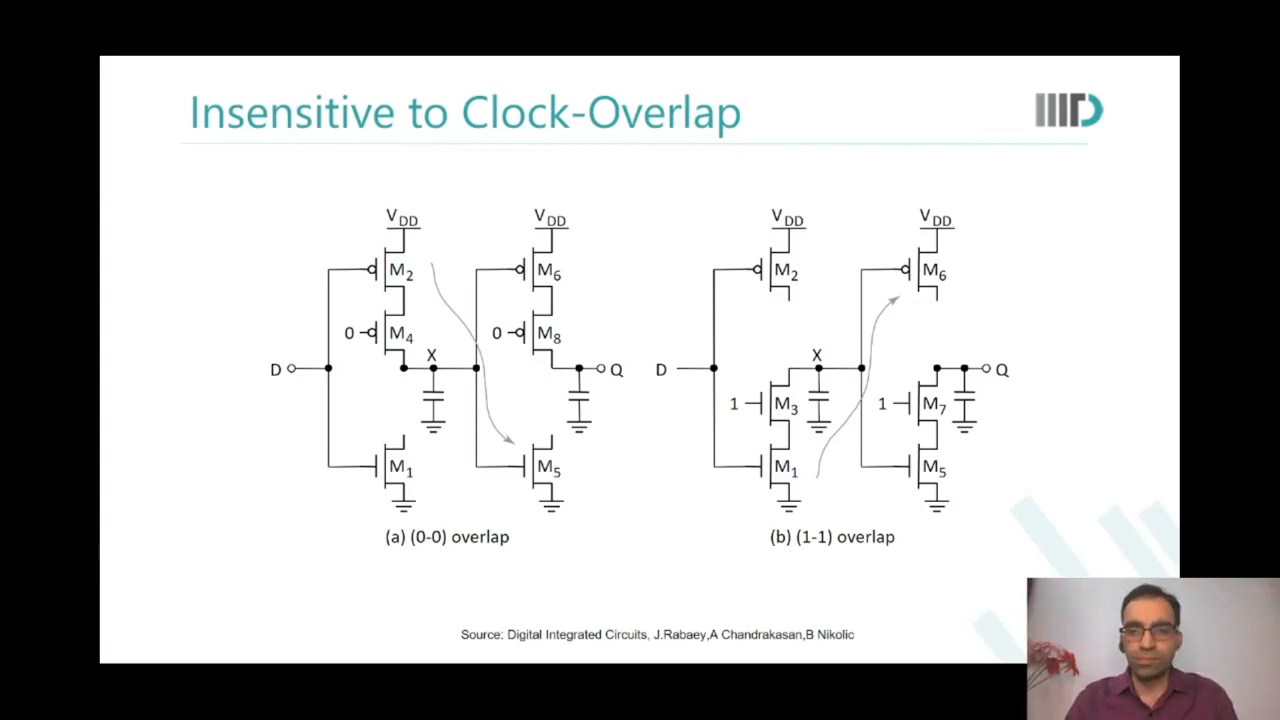 Insensitive to Clock-Overlap
IIITD
VDD VDD VDD VDD
M2 M6 M2 M6
0 M4 0 M8
X X
D Q D Q
1 M3 1 M7
M1 M5 M1 M5
(a) (0-0) overlap (b) (1-1) overlap
Source: Digital Integrated Circuits, J.Rabaey,A Chandrakasan,B Nikolic